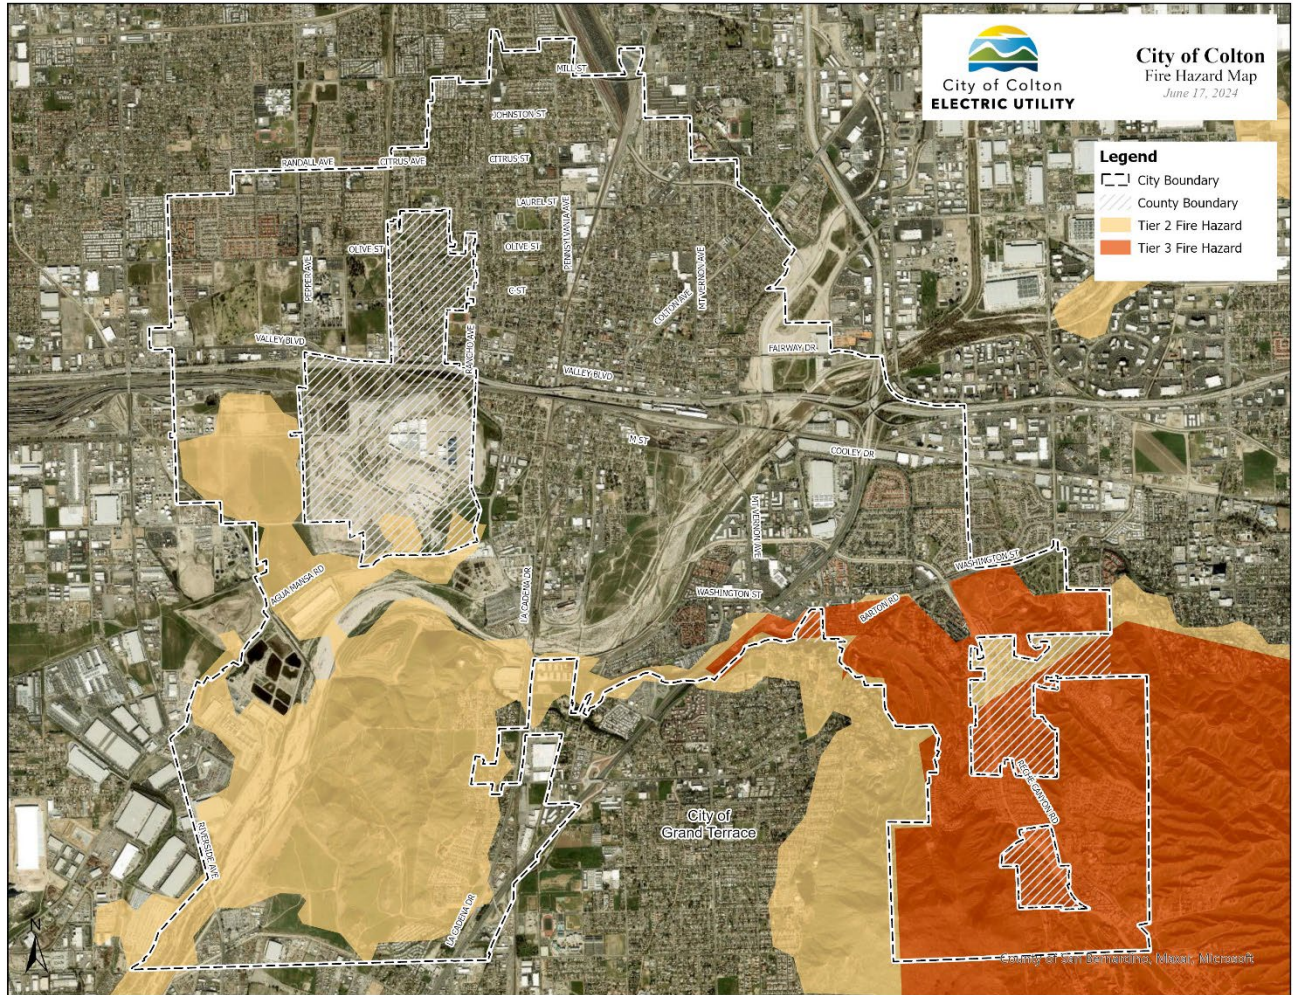 City of Colton
ELECTRIC UTILITY
City of Colton
Fire Hazard Map
June 17, 2024
Legend
City Boundary
County Boundary
Tier 2 Fire Hazard
Tier 3 Fire Hazard
MILL ST
JOHNSTON ST
RANDALL AVE
CITRUS AVE
CITRUS ST
LAUREL ST
PENNSYLVANIA AVE
OLIVE ST
OLIVE ST
PEPPER AVE
MT VERNON AVE
C ST
COLTON AVE
VALLEY BLVD
RANCHO AVE
FAIRWAY DR
VALLEY BLVD
M ST
COOLEY DR
MT VERNON AVE
WASHINGTON ST
AGUA MANSA RD
LA CADENA DR
WASHINGTON ST
BARTON RD
RECHE CANYON RD
City of
Grand Terrace
RIVERSIDE AVE
LA CADENA DR
N
County of San Bernardino, Maxar, Microsoft